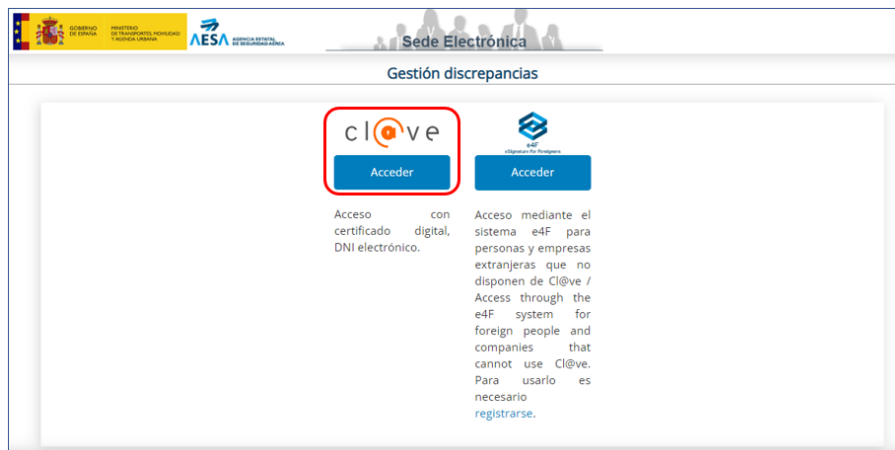 GOBIERNO
DE ESPAÑA
MINISTERIO
DE TRANSPORTES, MOVILIDAD
Y AGENDA URBANA
AESA AGENCIA ESTATAL
DE SEGURIDAD AÉREA
Sede Electrónica
Gestión discrepancias
cl@ve
Acceder
Acceso con
certificado digital,
DNI electrónico.
e4F
eSignature For Foreigners
Acceder
Acceso mediante el
sistema e4F para
personas y empresas
extranjeras que no
disponen de Cl@ve /
Access through the
e4F system for
foreign people and
companies that
cannot use Cl@ve.
Para usarlo es
necesario
registrarse.